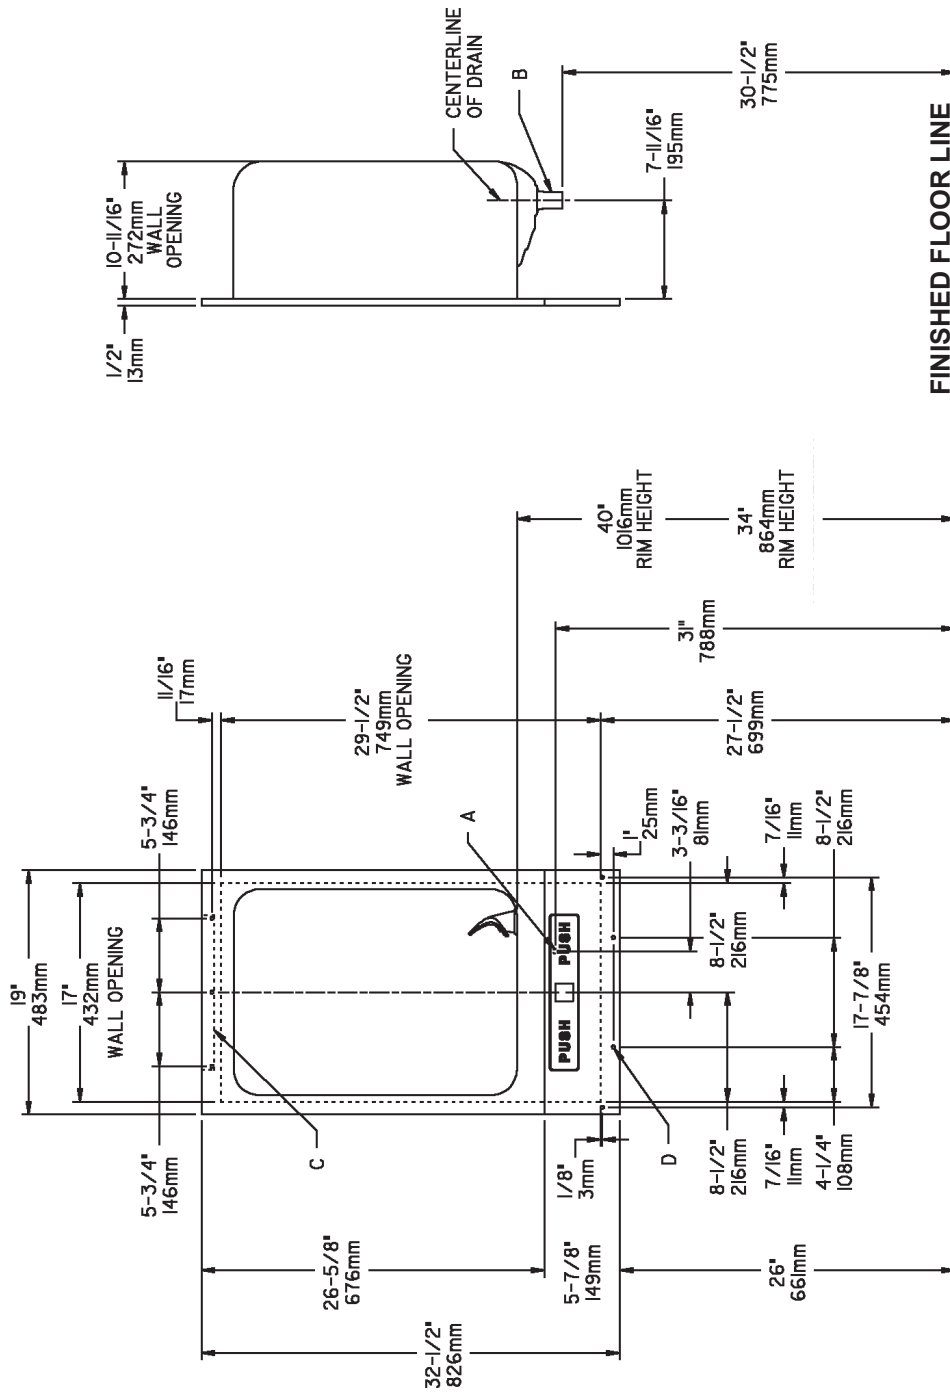 1/2"
13mm
10-11/16"
272mm
WALL
OPENING
CENTERLINE
OF DRAIN
B
7-11/16"
195mm
30-1/2"
775mm
FINISHED FLOOR LINE
19"
483mm
17"
432mm
WALL OPENING
5-3/4"
146mm
5-3/4"
146mm
11/16"
17mm
29-1/2"
749mm
WALL OPENING
40"
1016mm
RIM HEIGHT
34"
864mm
RIM HEIGHT
31"
788mm
27-1/2"
699mm
A
C
PUSH
PUSH
1"
25mm
3-3/16"
81mm
7/16"
11mm
8-1/2"
216mm
8-1/2"
216mm
17-7/8"
454mm
D
1/8"
3mm
8-1/2"
216mm
7/16"
11mm
4-1/4"
108mm
26-5/8"
676mm
5-7/8"
149mm
26"
661mm
32-1/2"
826mm